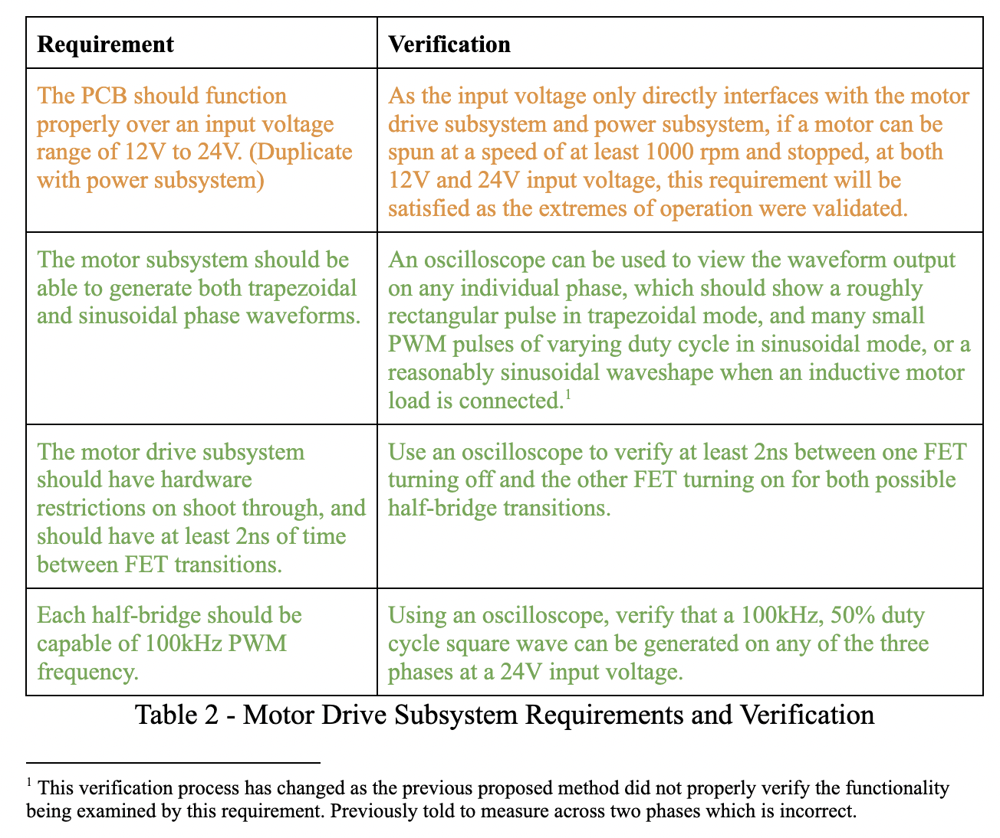 Requirement
Verification
The PCB should function
properly over an input voltage
range of 12V to 24V. (Duplicate
with power subsystem)
As the input voltage only directly interfaces with the motor
drive subsystem and power subsystem, if a motor can be
spun at a speed of at least 1000 rpm and stopped, at both
12V and 24V input voltage, this requirement will be
satisfied as the extremes of operation were validated.
The motor subsystem should be
able to generate both trapezoidal
and sinusoidal phase waveforms.
An oscilloscope can be used to view the waveform output
on any individual phase, which should show a roughly
rectangular pulse in trapezoidal mode, and many small
PWM pulses of varying duty cycle in sinusoidal mode, or a
reasonably sinusoidal waveshape when an inductive motor
load is connected.1
The motor drive subsystem
should have hardware
restrictions on shoot through, and
should have at least 2ns of time
between FET transitions.
Use an oscilloscope to verify at least 2ns between one FET
turning off and the other FET turning on for both possible
half-bridge transitions.
Each half-bridge should be
capable of 100kHz PWM
frequency.
Using an oscilloscope, verify that a 100kHz, 50% duty
cycle square wave can be generated on any of the three
phases at a 24V input voltage.
Table 2 - Motor Drive Subsystem Requirements and Verification
1 This verification process has changed as the previous proposed method did not properly verify the functionality
being examined by this requirement. Previously told to measure across two phases which is incorrect.